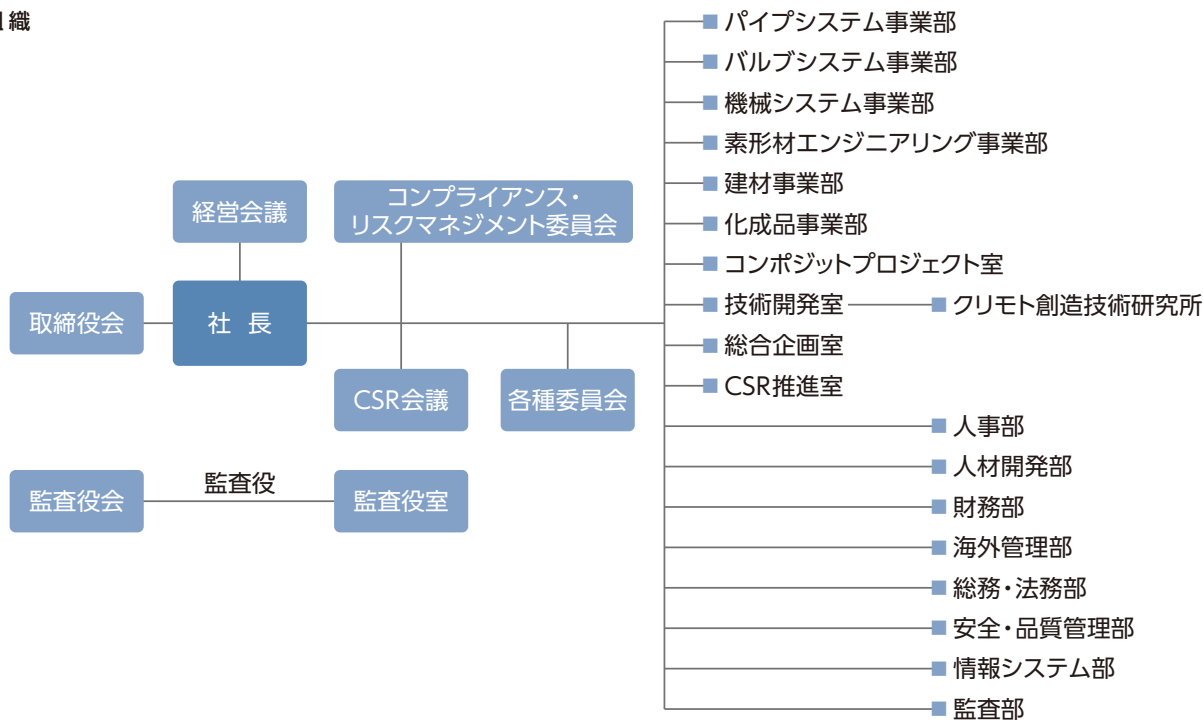 織
経営会議
コンプライアンス・
リスクマネジメント委員会
取締役会
社 長
CSR会議
各種委員会
監査役会
監査役
監査役室
パイプシステム事業部
バルブシステム事業部
機械システム事業部
素形材エンジニアリング事業部
建材事業部
化成品事業部
コンポジットプロジェクト室
技術開発室
クリモト創造技術研究所
総合企画室
CSR推進室
人事部
人材開発部
財務部
海外管理部
総務・法務部
安全・品質管理部
情報システム部
監査部